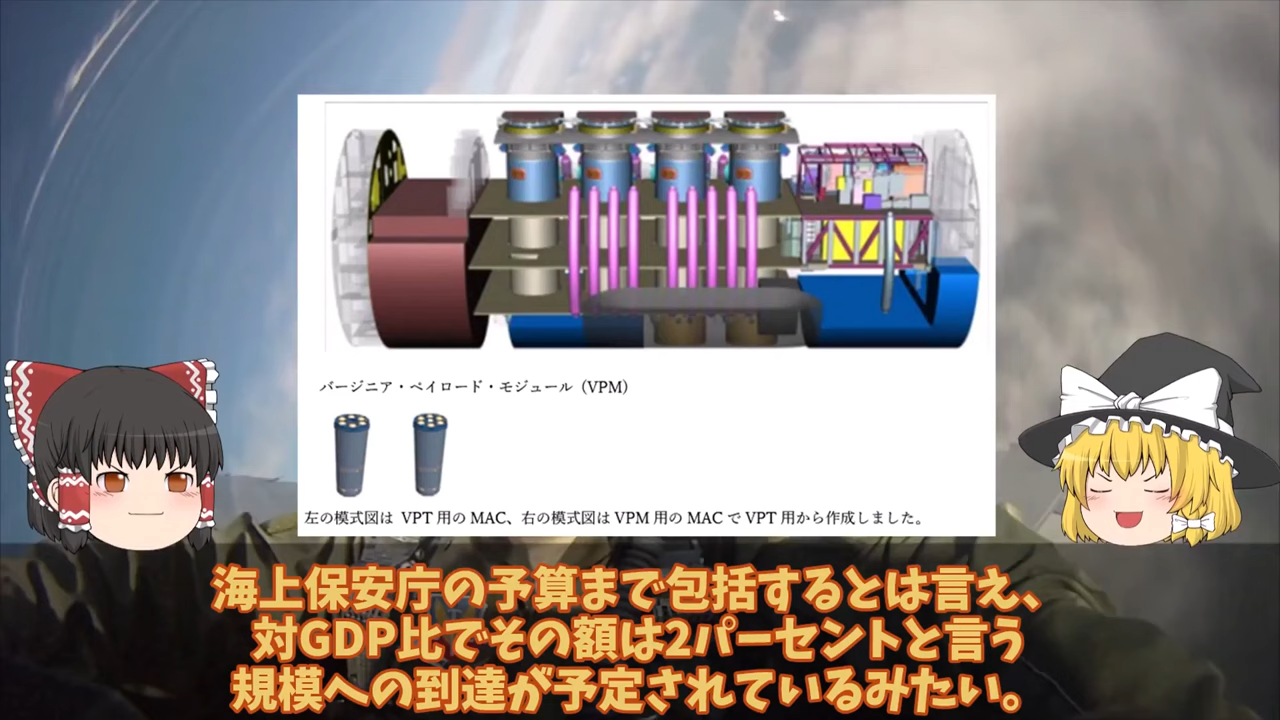 バージニア・ペイロード・モジュール（VPM）
左の模式図は VPT 用の MAC、右の模式図は VPM 用の MAC で VPT 用から作成しました。
海上保安庁の予算まで包括するとは言え、
対GDP比でその額は2パーセントと言う
規模への到達が予定されているみたい。